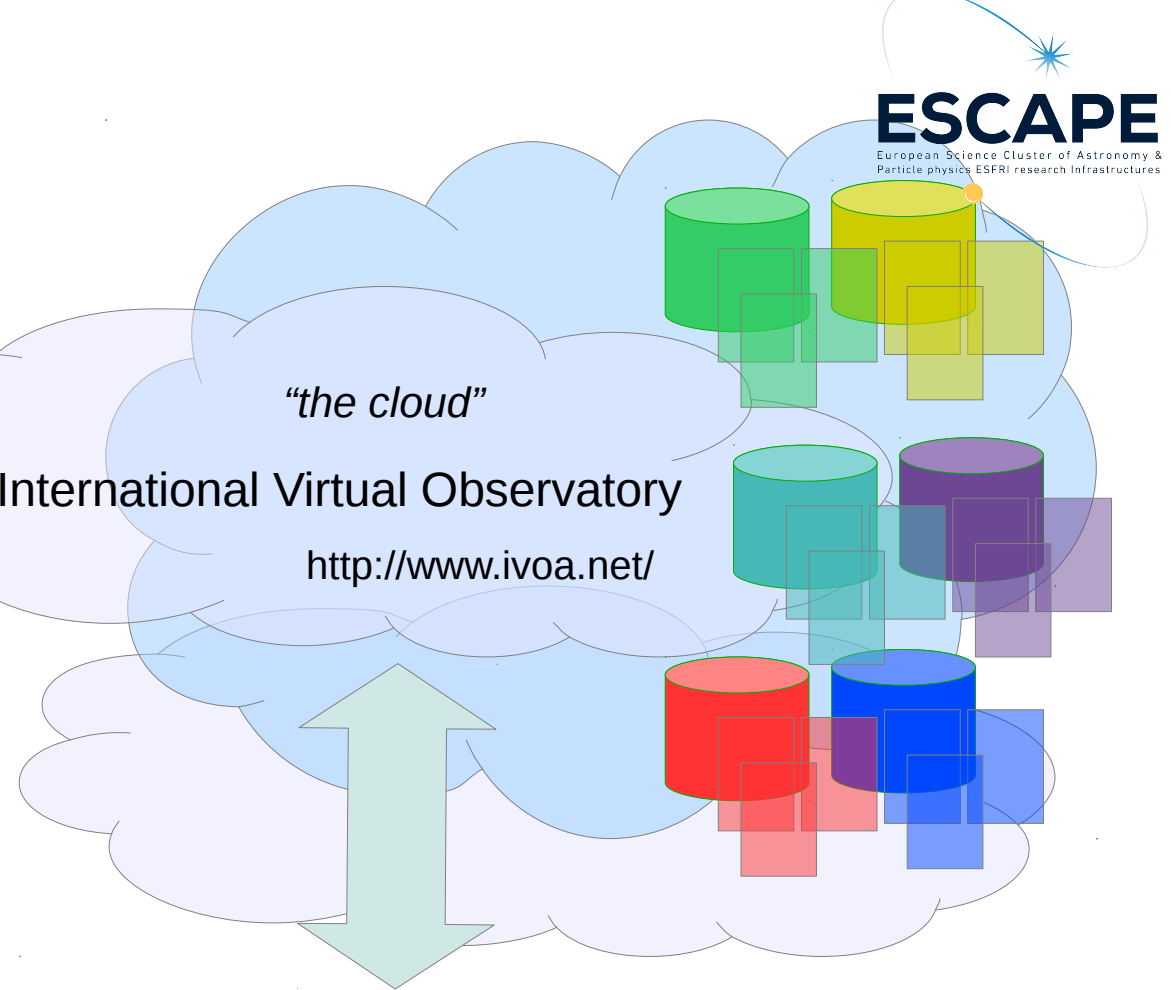 ESCAPE
European Science Cluster of Astronomy &
Particle physics ESFRI research Infrastructures
“the cloud”
International Virtual Observatory
http://www.ivoa.net/